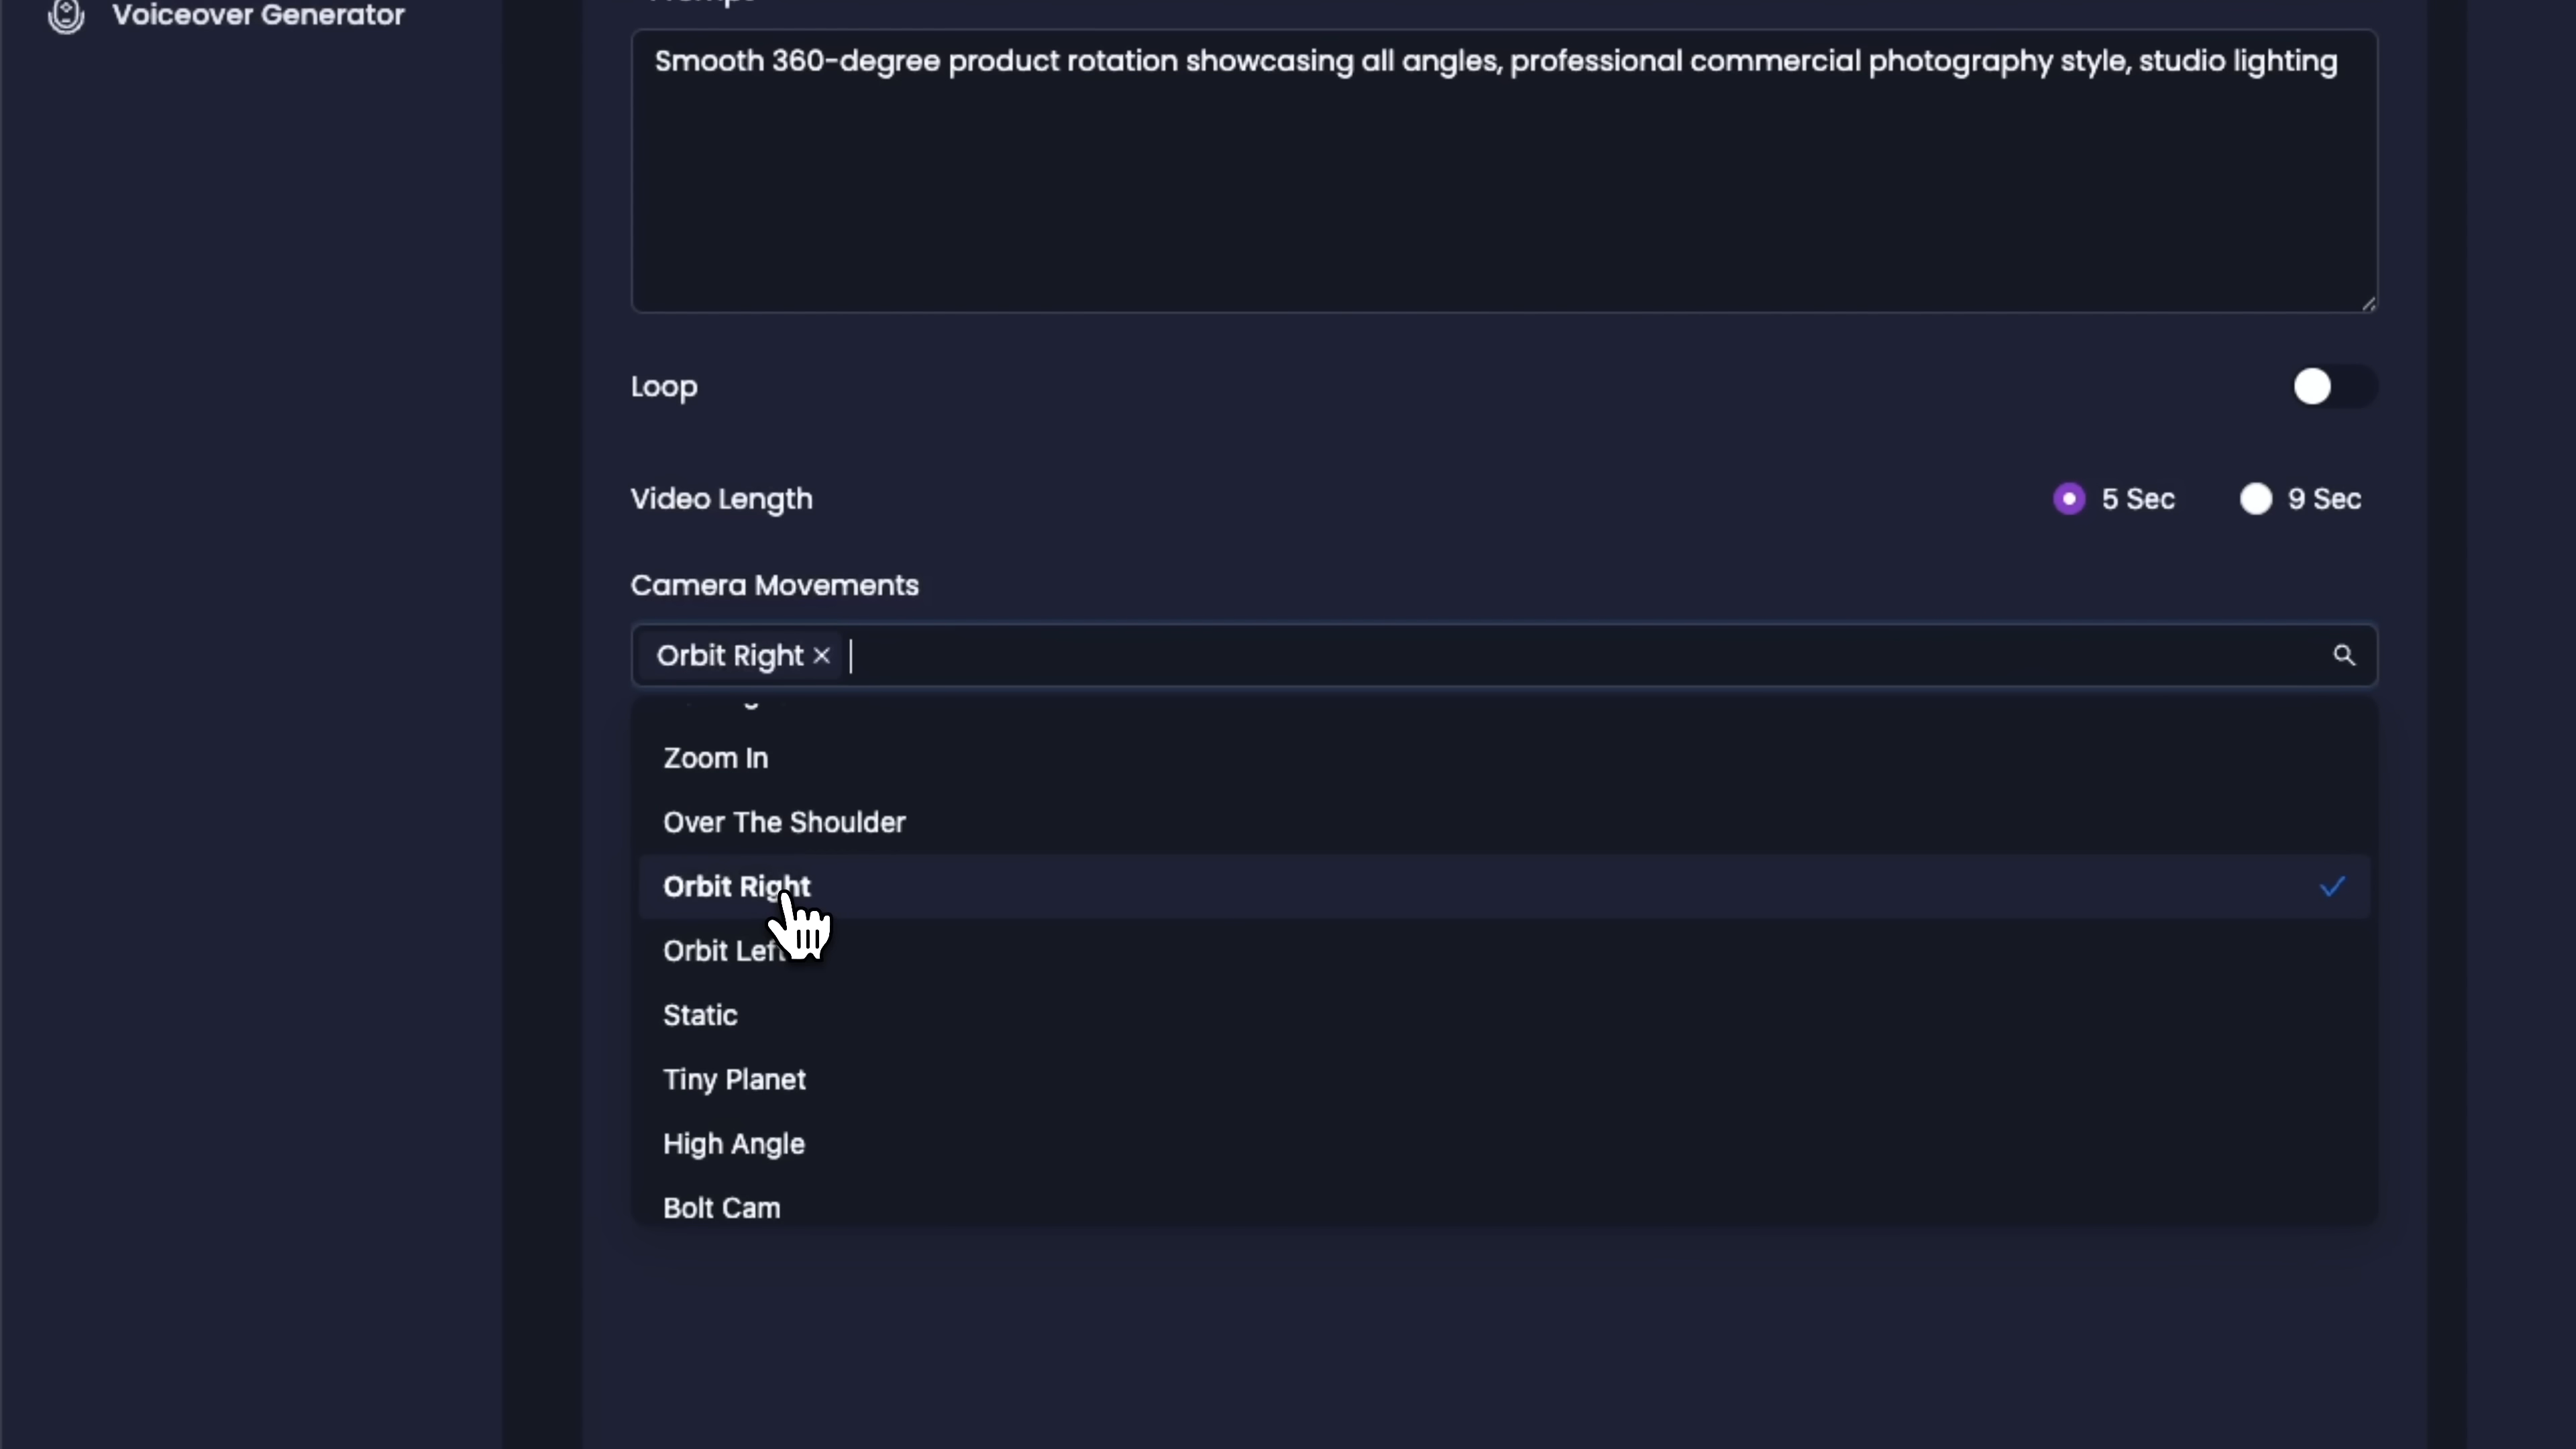 Voiceover Generator
Smooth 360-degree product rotation showcasing all angles, professional commercial photography style, studio lighting
Loop
Video Length
5 Sec
9 Sec
Camera Movements
Orbit Right
Zoom In
Over The Shoulder
Orbit Right
Orbit Left
Static
Tiny Planet
High Angle
Bolt Cam